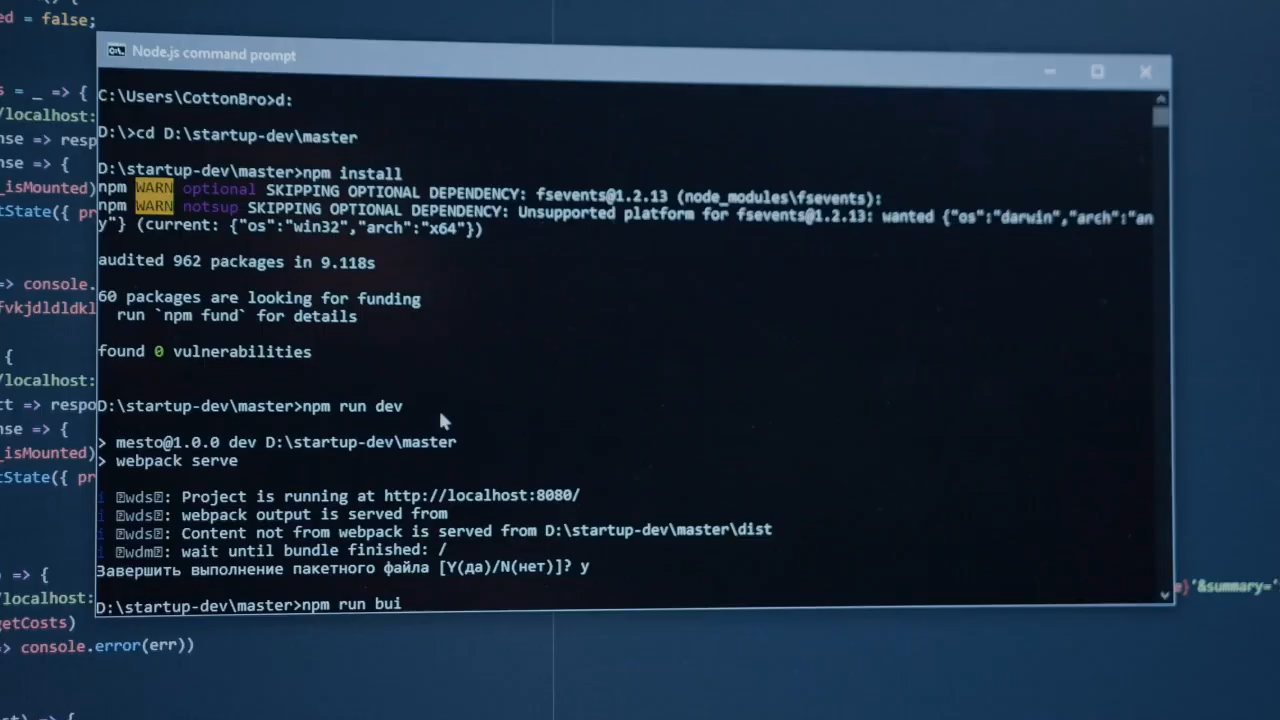 ed = false;
Node.js command prompt
s = _ => {
C:\Users\CottonBro>d:
/localhost:
D:\>cd D:\startup-dev\master
nse => resp
nse => {
D:\startup-dev\master>npm install
_isMounted)
npm WARN optional SKIPPING OPTIONAL DEPENDENCY: fsevents@1.2.13 (node_modules\fsevents):
tState({ pr
npm WARN notsup SKIPPING OPTIONAL DEPENDENCY: Unsupported platform for fsevents@1.2.13: wanted {"os":"darwin","arch":"an
y"} (current: {"os":"win32","arch":"x64"})
audited 962 packages in 9.118s
=> console.
60 packages are looking for funding
fvkjdldldkl
run `npm fund` for details
found 0 vulnerabilities
{
/localhost:
ct => respo
D:\startup-dev\master>npm run dev
nse => {
> mesto@1.0.0 dev D:\startup-dev\master
_isMounted)
> webpack serve
tState({ pr
i wds: Project is running at http://localhost:8080/
i wds: webpack output is served from
i wds: Content not from webpack is served from D:\startup-dev\master\dist
i wdm: wait until bundle finished: /
Завершить выполнение пакетного файла [Y(да)/N(нет)]? y
=> {
}'&summary='
/localhost:
D:\startup-dev\master>npm run bui
getCosts)
=> console.error(err))
=> {